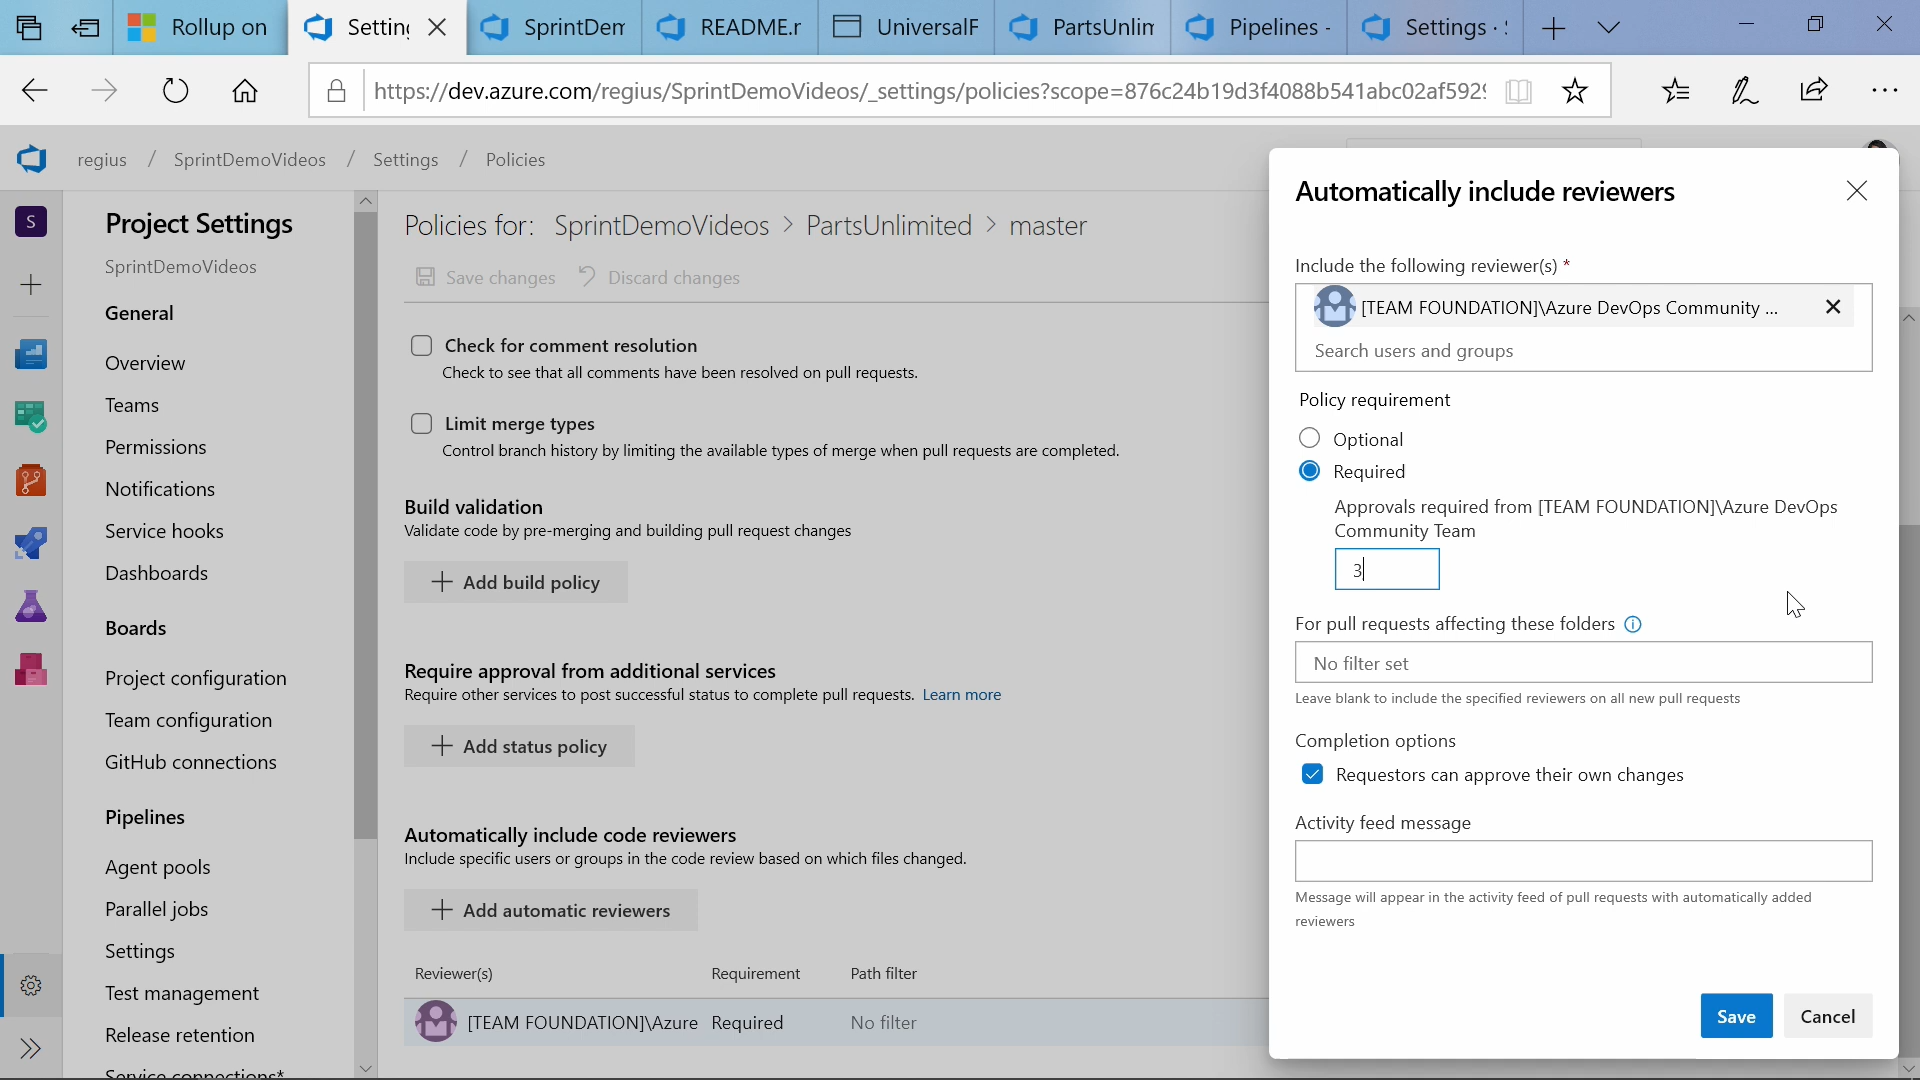 Rollup on
Setting
SprintDem
README.r
UniversalF
PartsUnlim
Pipelines -
Settings · S
https://dev.azure.com/regius/SprintDemoVideos/_settings/policies?scope=876c24b19d3f4088b541abc02af5929
regius / SprintDemoVideos / Settings / Policies
S
Project Settings
SprintDemoVideos
General
Overview
Teams
Permissions
Notifications
Service hooks
Dashboards
Boards
Project configuration
Team configuration
GitHub connections
Pipelines
Agent pools
Parallel jobs
Settings
Test management
Release retention
Service connections*
Policies for: SprintDemoVideos > PartsUnlimited > master
Save changes
Discard changes
Check for comment resolution
Check to see that all comments have been resolved on pull requests.
Limit merge types
Control branch history by limiting the available types of merge when pull requests are completed.
Build validation
Validate code by pre-merging and building pull request changes
Add build policy
Require approval from additional services
Require other services to post successful status to complete pull requests. Learn more
Add status policy
Automatically include code reviewers
Include specific users or groups in the code review based on which files changed.
Add automatic reviewers
Reviewer(s) Requirement Path filter
[TEAM FOUNDATION]\Azure Required No filter
Automatically include reviewers
Include the following reviewer(s) *
[TEAM FOUNDATION]\Azure DevOps Community ...
Search users and groups
Policy requirement
Optional
Required
Approvals required from [TEAM FOUNDATION]\Azure DevOps
Community Team
3
For pull requests affecting these folders
No filter set
Leave blank to include the specified reviewers on all new pull requests
Completion options
Requestors can approve their own changes
Activity feed message
Message will appear in the activity feed of pull requests with automatically added
reviewers
Save
Cancel